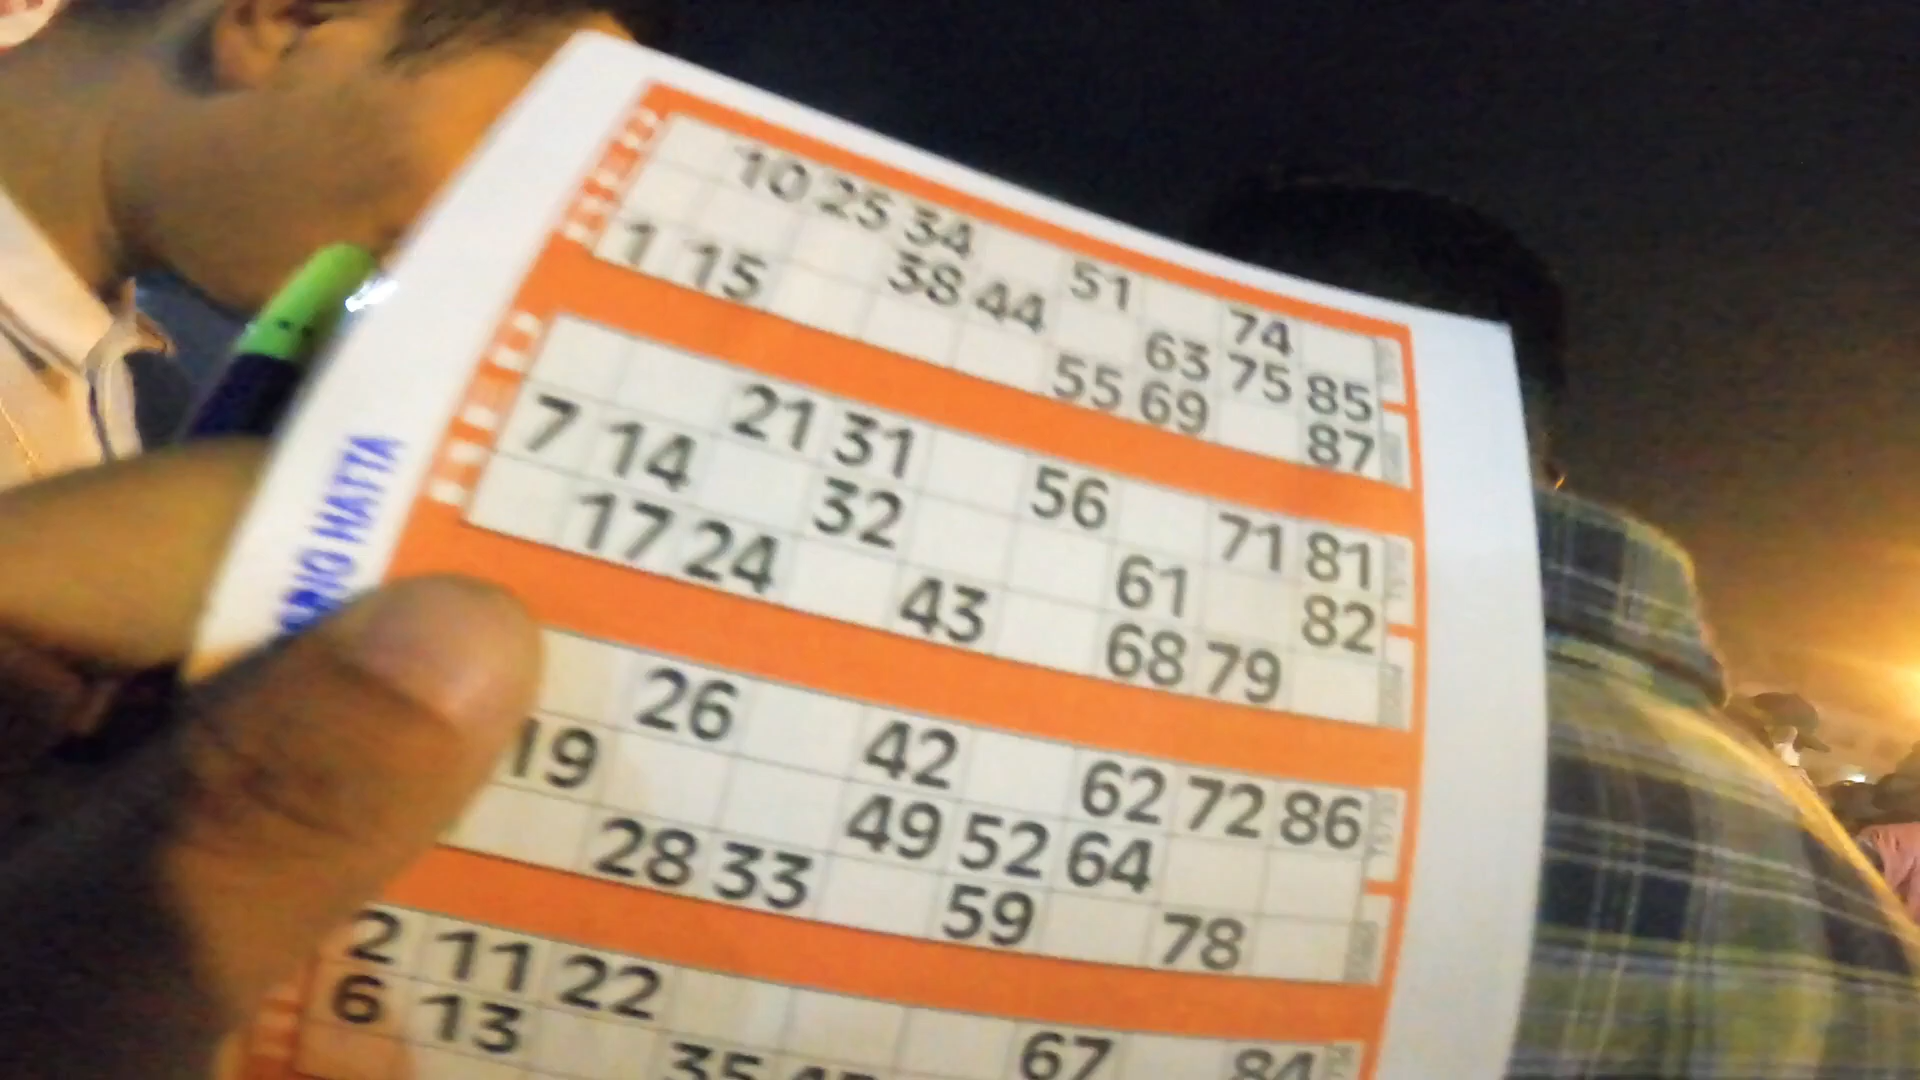 10 25 34 51 74
38 44 63 75 85
1 15 55 69 87
21 31 56 71 81
7 14 32 61 82
17 24 43 68 79
26 42 62 72 86
19 49 52 64
28 33 59 78
2 11 22 67 84
6 13 35